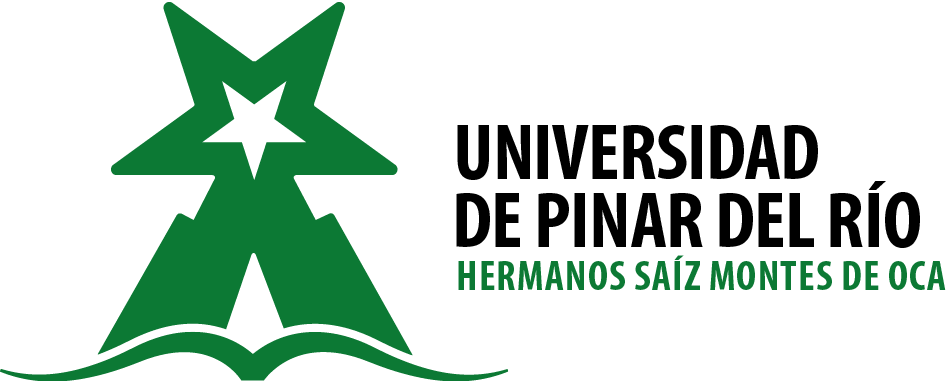 UNIVERSIDAD
DE PINAR DEL RÍO
HERMANOS SAÍZ MONTES DE OCA